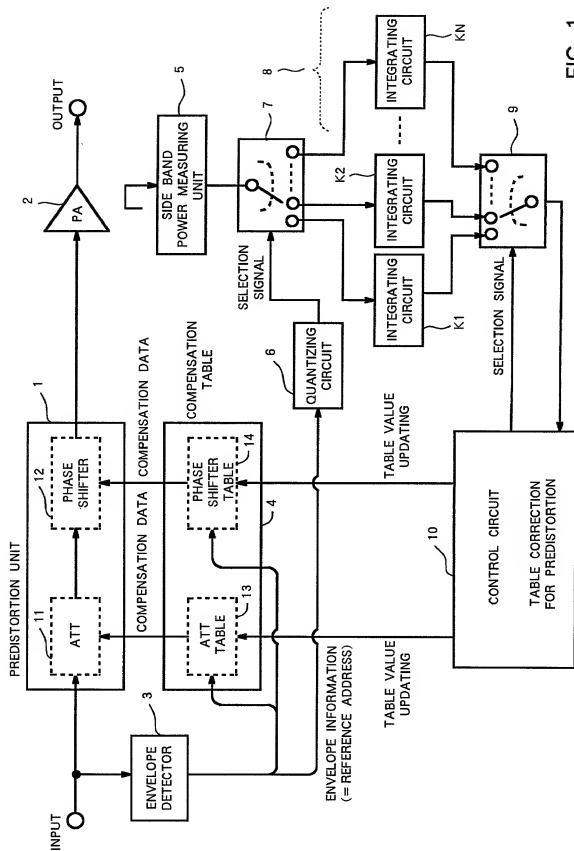 INPUT
PREDISTORTION UNIT
1
11
ATT
12
PHASE
SHIFTER
2
PA
OUTPUT
3
ENVELOPE
DETECTOR
COMPENSATION DATA
COMPENSATION DATA
COMPENSATION
TABLE
4
13
ATT
TABLE
14
PHASE
SHIFTER
TABLE
5
SIDE BAND
POWER MEASURING
UNIT
6
QUANTIZING
CIRCUIT
SELECTION
SIGNAL
7
8
K1
INTEGRATING
CIRCUIT
K2
INTEGRATING
CIRCUIT
KN
INTEGRATING
CIRCUIT
9
SELECTION SIGNAL
ENVELOPE INFORMATION
(= REFERENCE ADDRESS)
TABLE VALUE
UPDATING
TABLE VALUE
UPDATING
10
CONTROL CIRCUIT
TABLE CORRECTION
FOR PREDISTORTION
FIG. 1